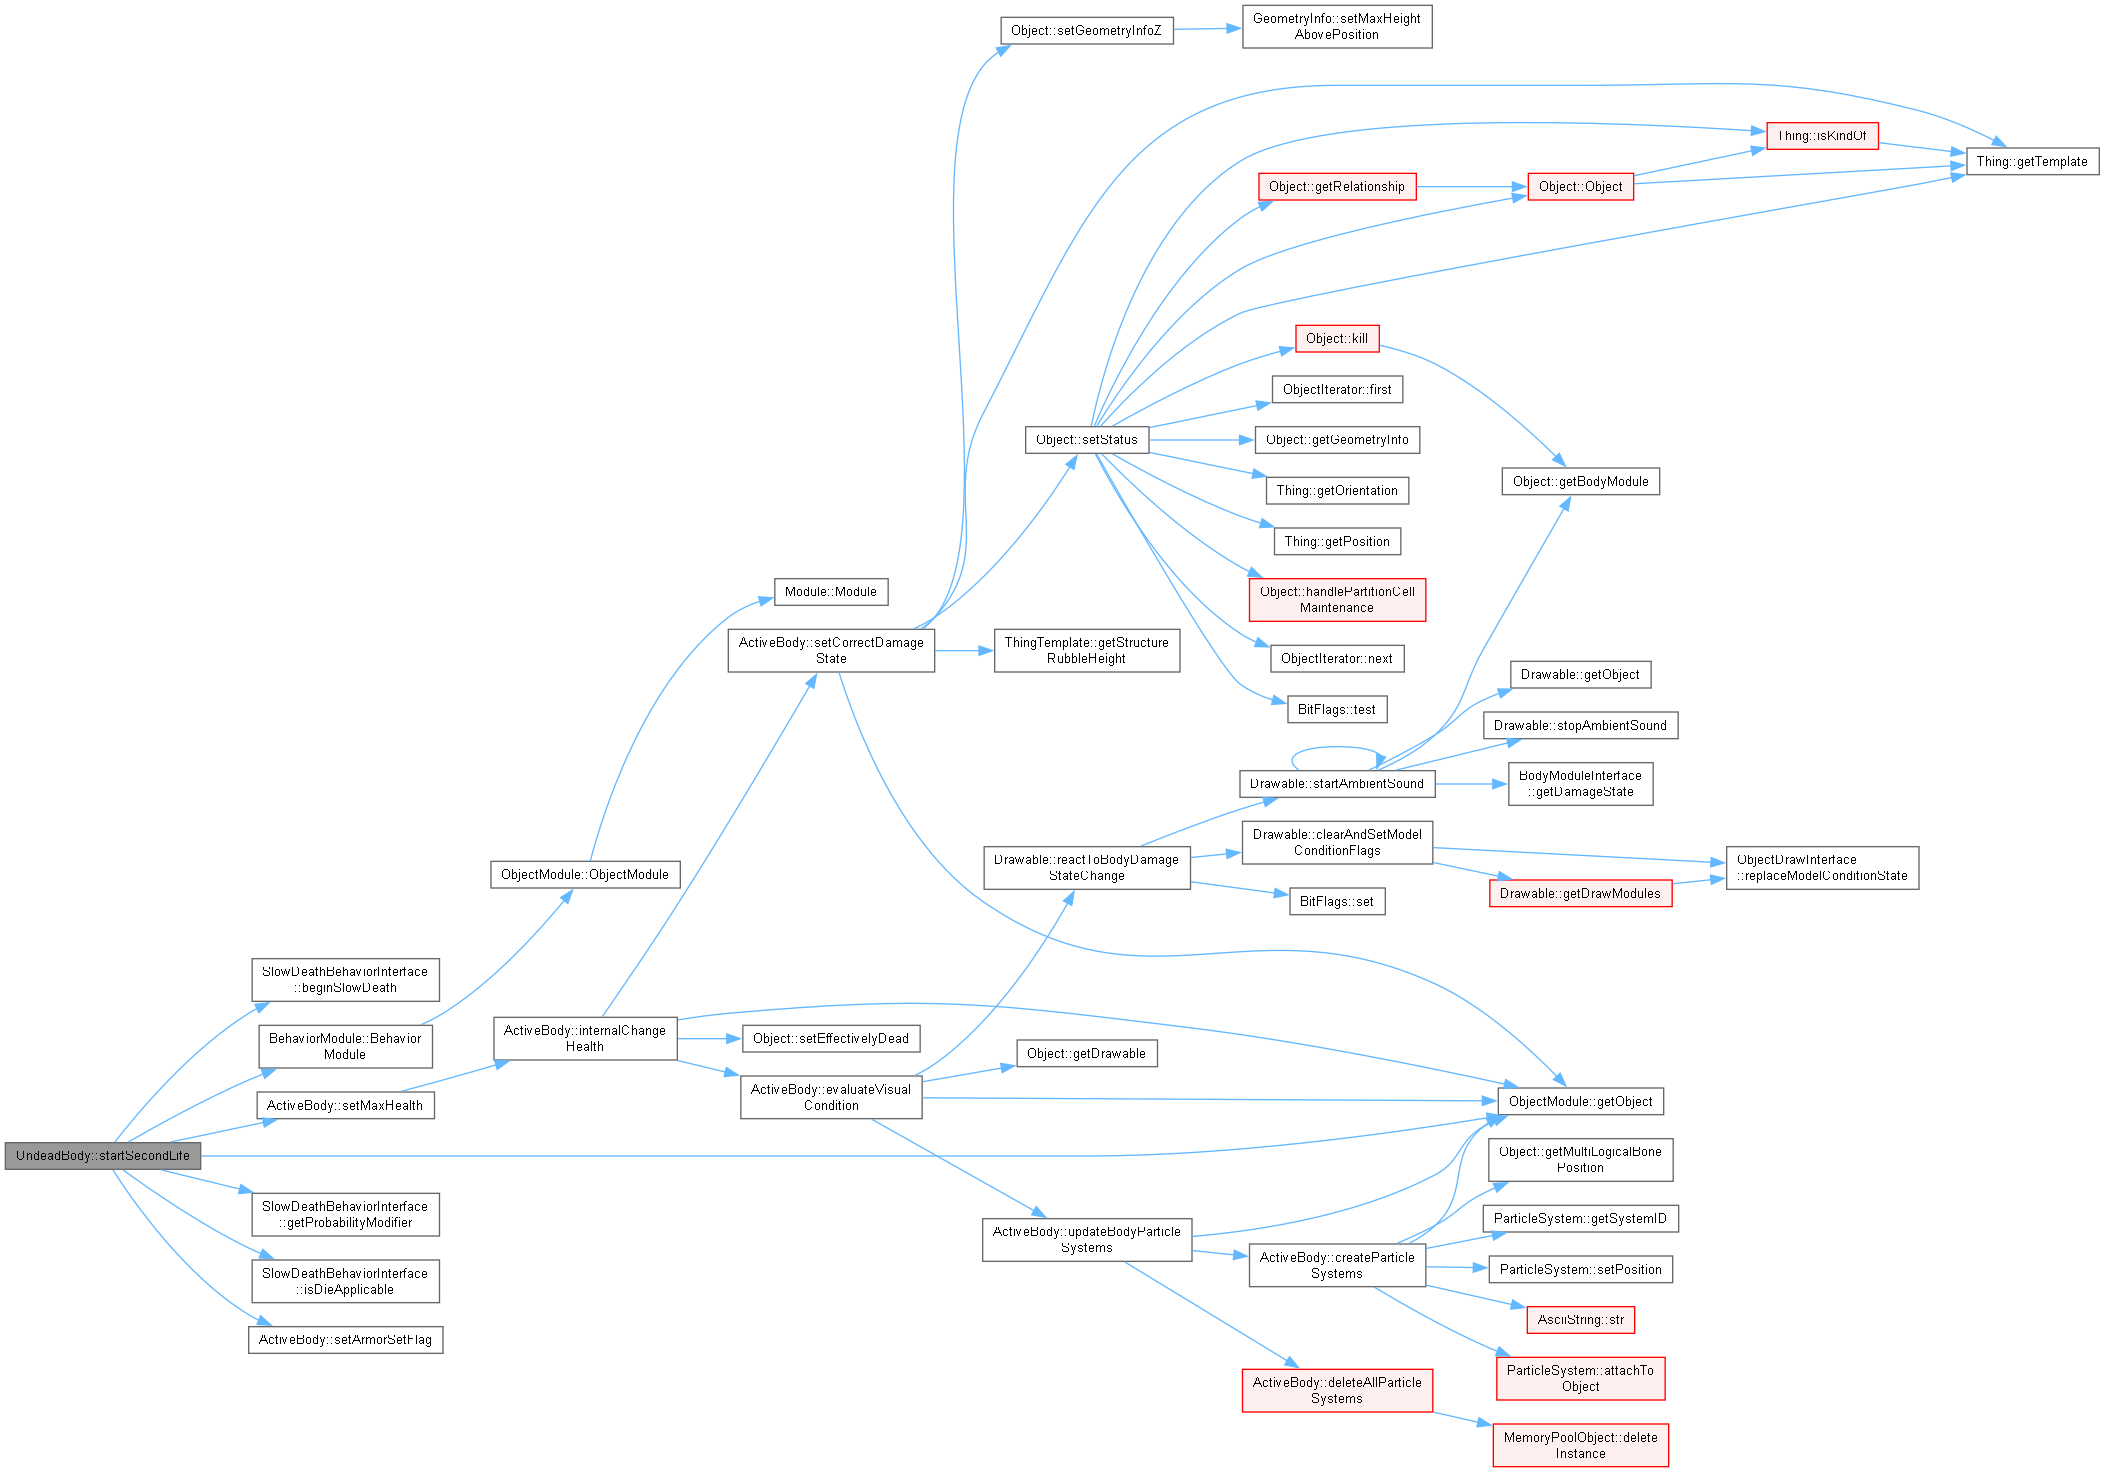 Object::setGeometryInfoZ
GeometryInfo::setMaxHeight
AbovePosition
Thing::isKindOf
Thing::getTemplate
Object::getRelationship
Object::Object
Object::kill
ObjectIterator::first
Object::setStatus
Object::getGeometryInfo
Object::getBodyModule
Thing::getOrientation
Thing::getPosition
Module::Module
Object::handlePartitionCell
Maintenance
ActiveBody::setCorrectDamage
State
ThingTemplate::getStructure
RubbleHeight
ObjectIterator::next
Drawable::getObject
BitFlags::test
Drawable::stopAmbientSound
Drawable::startAmbientSound
BodyModuleInterface
::getDamageState
Drawable::clearAndSetModel
ConditionFlags
Drawable::reactToBodyDamage
StateChange
ObjectDrawInterface
::replaceModelConditionState
ObjectModule::ObjectModule
Drawable::getDrawModules
BitFlags::set
SlowDeathBehaviorInterface
::beginSlowDeath
BehaviorModule::Behavior
Module
ActiveBody::internalChange
Health
Object::setEffectivelyDead
Object::getDrawable
ActiveBody::evaluateVisual
Condition
ActiveBody::setMaxHealth
ObjectModule::getObject
UndeadBody::startSecondLife
Object::getMultiLogicalBone
Position
SlowDeathBehaviorInterface
::getProbabilityModifier
ParticleSystem::getSystemID
ActiveBody::updateBodyParticle
Systems
ActiveBody::createParticle
Systems
ParticleSystem::setPosition
SlowDeathBehaviorInterface
::isDieApplicable
AsciiString::str
ActiveBody::setArmorSetFlag
ParticleSystem::attachTo
Object
ActiveBody::deleteAllParticle
Systems
MemoryPoolObject::delete
Instance